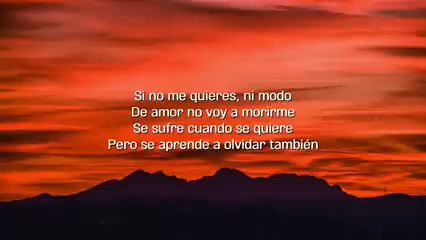 Si no me quieres, ni modo
De amor no voy a morirme
Se sufre cuando se quiere
Pero se aprende a olvidar también